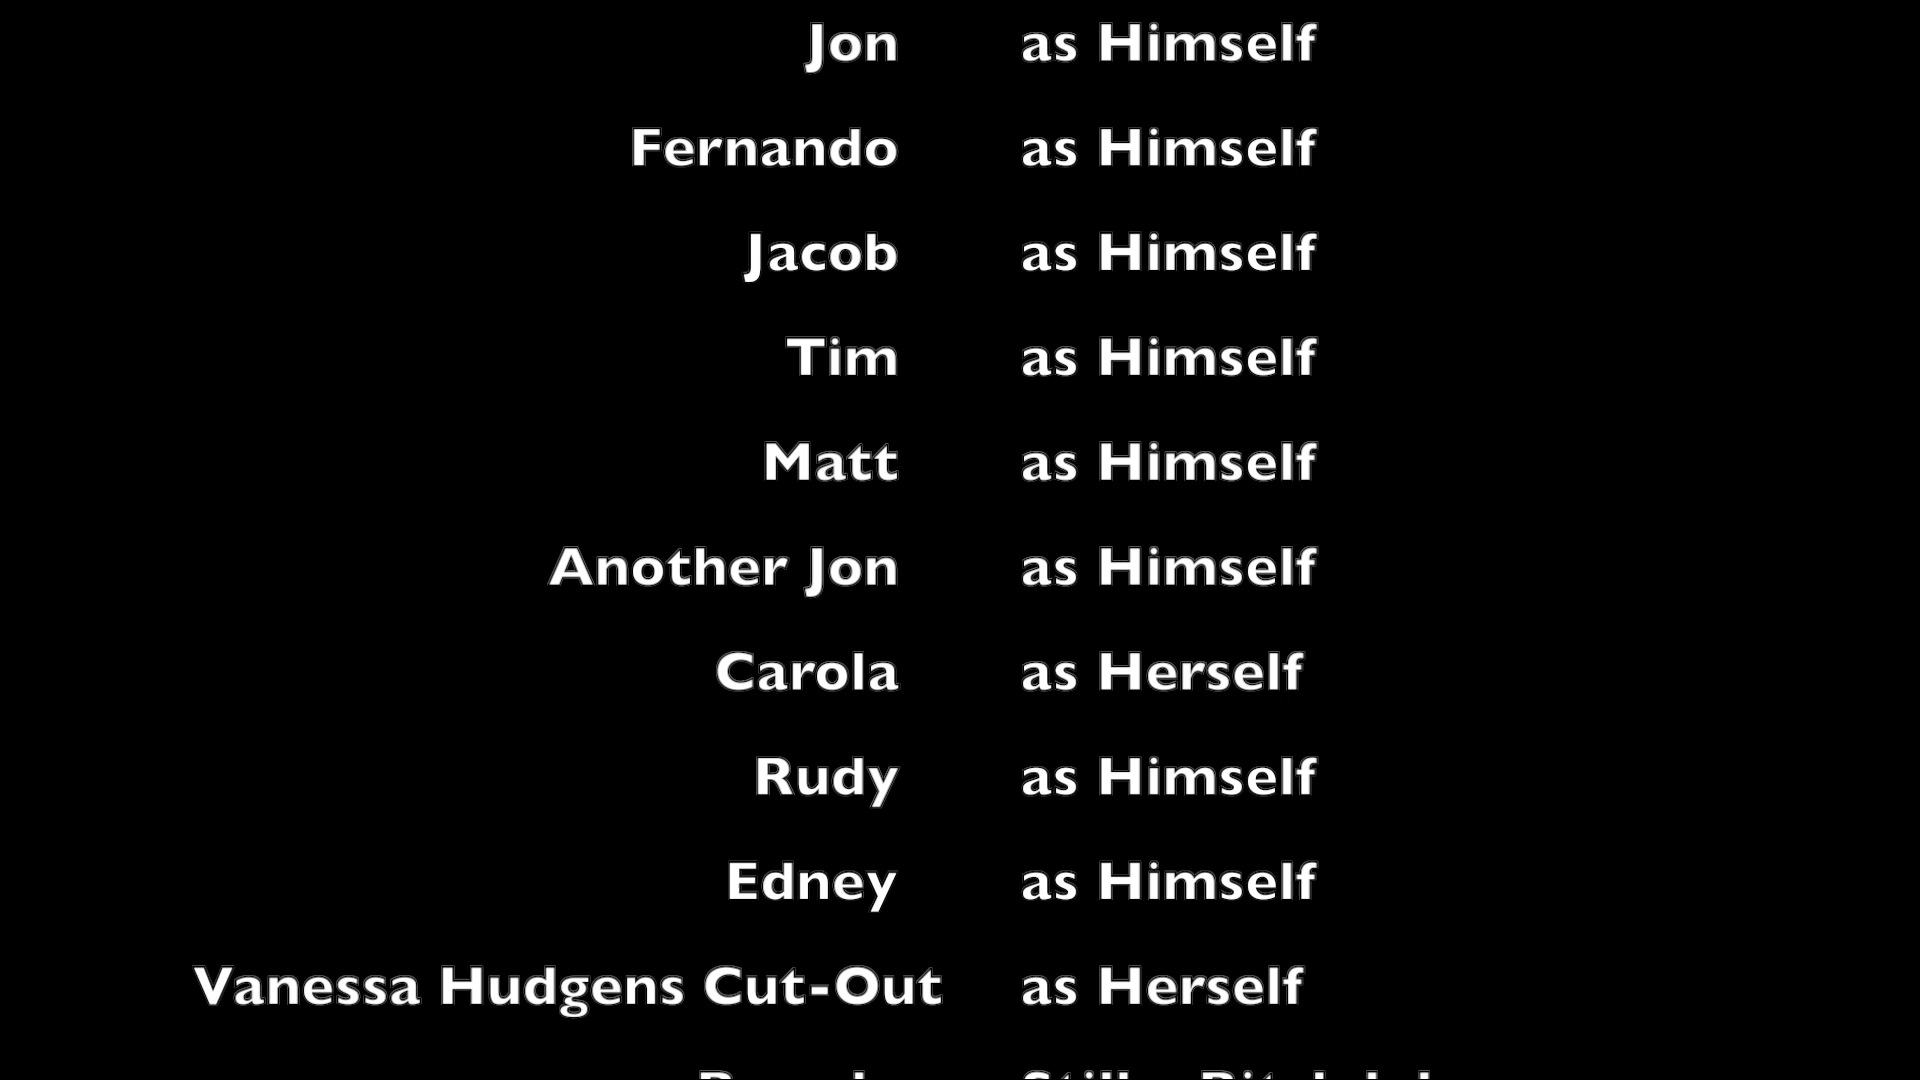 Jon as Himself
Fernando as Himself
Jacob as Himself
Tim as Himself
Matt as Himself
Another Jon as Himself
Carola as Herself
Rudy as Himself
Edney as Himself
Vanessa Hudgens Cut-Out as Herself